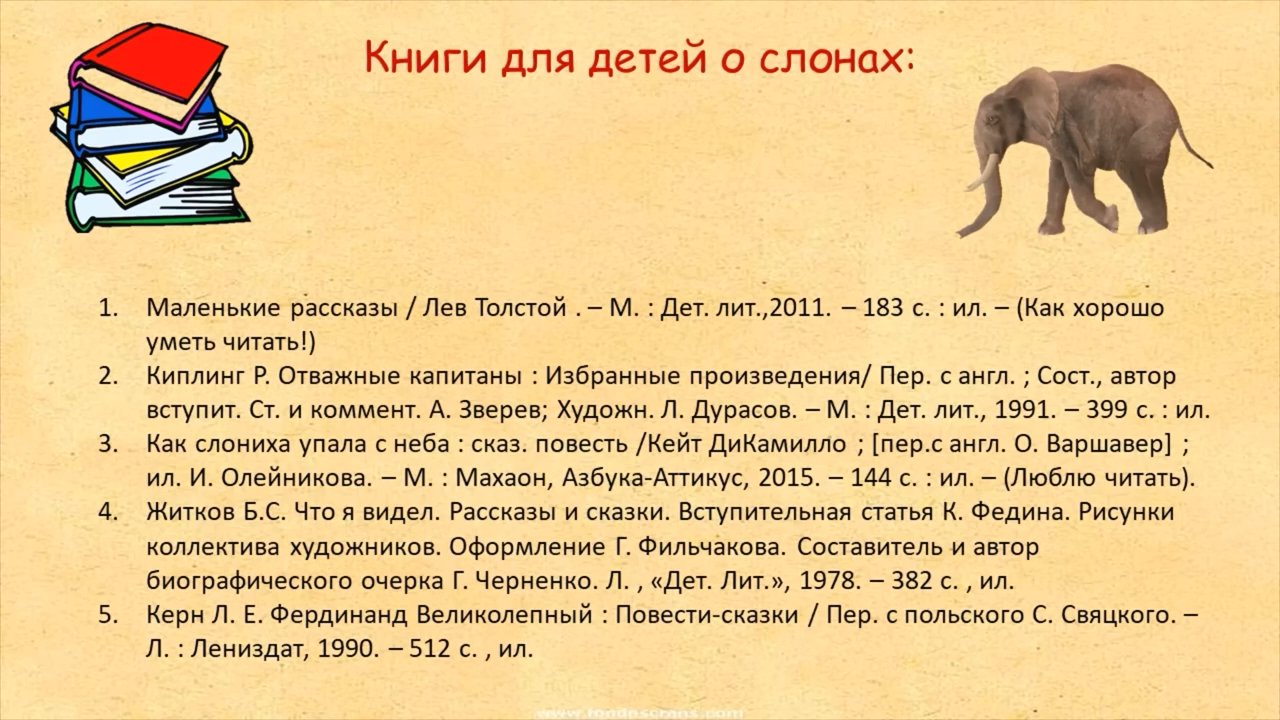 Книги для детей о слонах:
1. Маленькие рассказы / Лев Толстой . – М. : Дет. лит.,2011. – 183 с. : ил. – (Как хорошо
уметь читать!)
2. Киплинг Р. Отважные капитаны : Избранные произведения/ Пер. с англ. ; Сост., автор
вступит. Ст. и коммент. А. Зверев; Художн. Л. Дурасов. – М. : Дет. лит., 1991. – 399 с. : ил.
3. Как слониха упала с неба : сказ. повесть /Кейт ДиКамилло ; [пер.с англ. О. Варшавер] ;
ил. И. Олейникова. – М. : Махаон, Азбука-Аттикус, 2015. – 144 с. : ил. – (Люблю читать).
4. Житков Б.С. Что я видел. Рассказы и сказки. Вступительная статья К. Федина. Рисунки
коллектива художников. Оформление Г. Фильчакова. Составитель и автор
биографического очерка Г. Черненко. Л. , «Дет. Лит.», 1978. – 382 с. , ил.
5. Керн Л. Е. Фердинанд Великолепный : Повести-сказки / Пер. с польского С. Свяцкого. –
Л. : Лениздат, 1990. – 512 с. , ил.